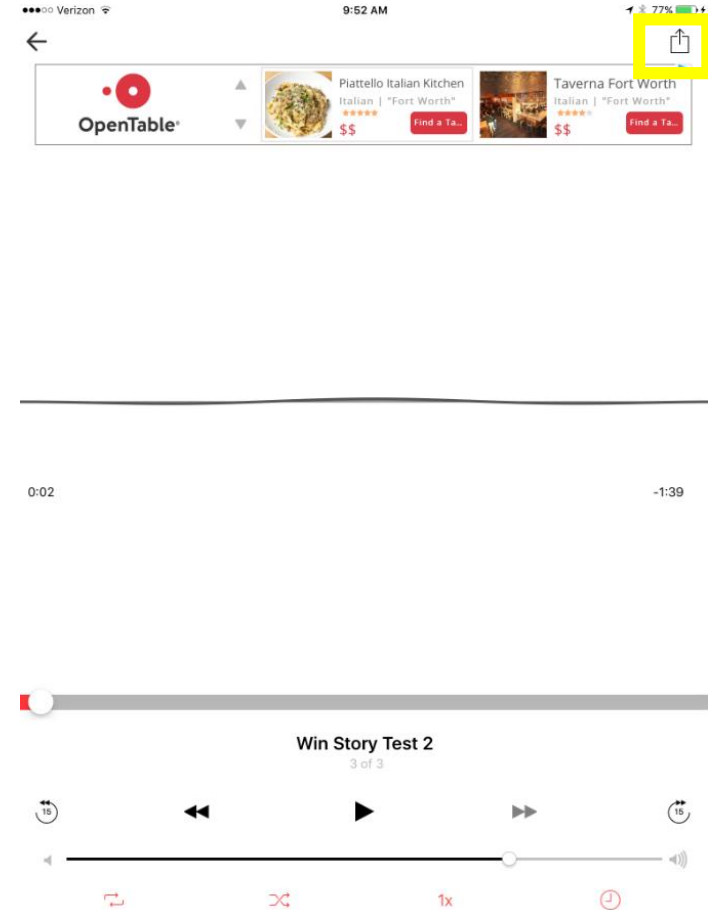 Verizon 9:52 AM 77%
OpenTable
Piattello Italian Kitchen
Italian | "Fort Worth"
$$ Find a Ta...
Taverna Fort Worth
Italian | "Fort Worth"
$$ Find a Ta...
0:02 -1:39
Win Story Test 2
3 of 3
15 15
1x